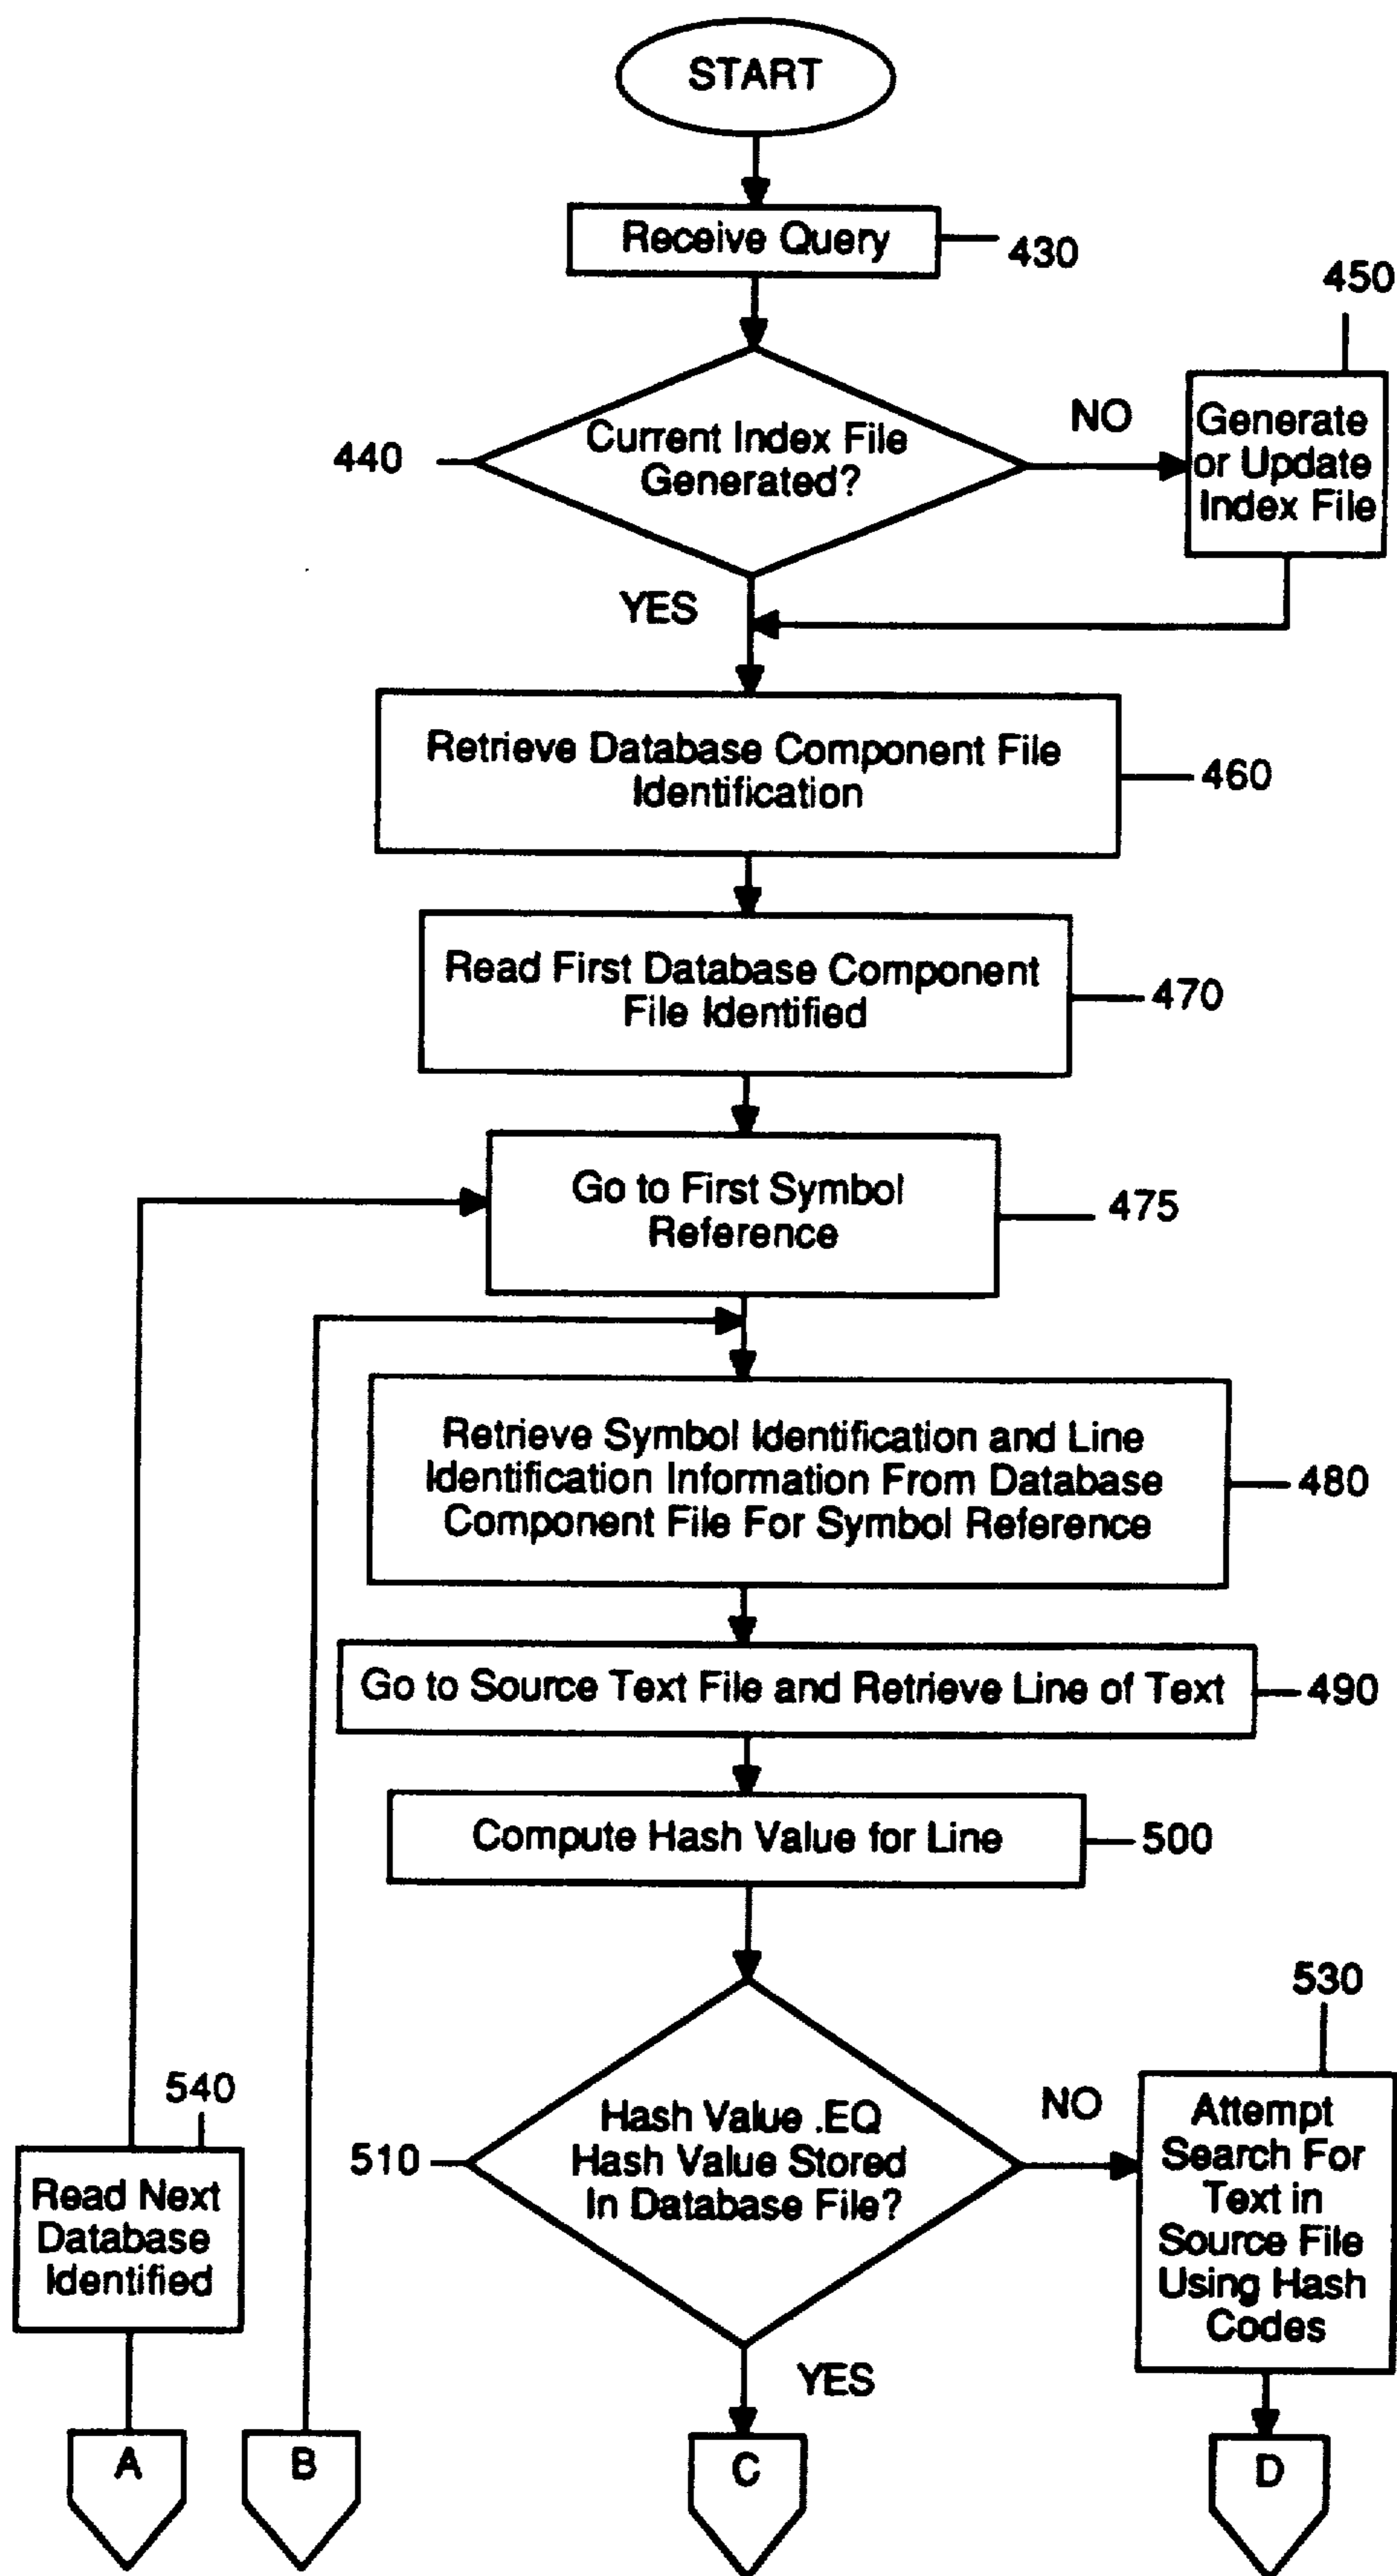 START
Receive Query
430
450
440
Current Index File
Generated?
NO
Generate
or Update
Index File
YES
Retrieve Database Component File
Identification
460
Read First Database Component
File Identified
470
Go to First Symbol
Reference
475
Retrieve Symbol Identification and Line
Identification Information From Database
Component File For Symbol Reference
480
Go to Source Text File and Retrieve Line of Text
490
Compute Hash Value for Line
500
530
540
510
Hash Value .EQ
Hash Value Stored
In Database File?
NO
Attempt
Search For
Text in
Source File
Using Hash
Codes
Read Next
Database
Identified
YES
A
B
C
D